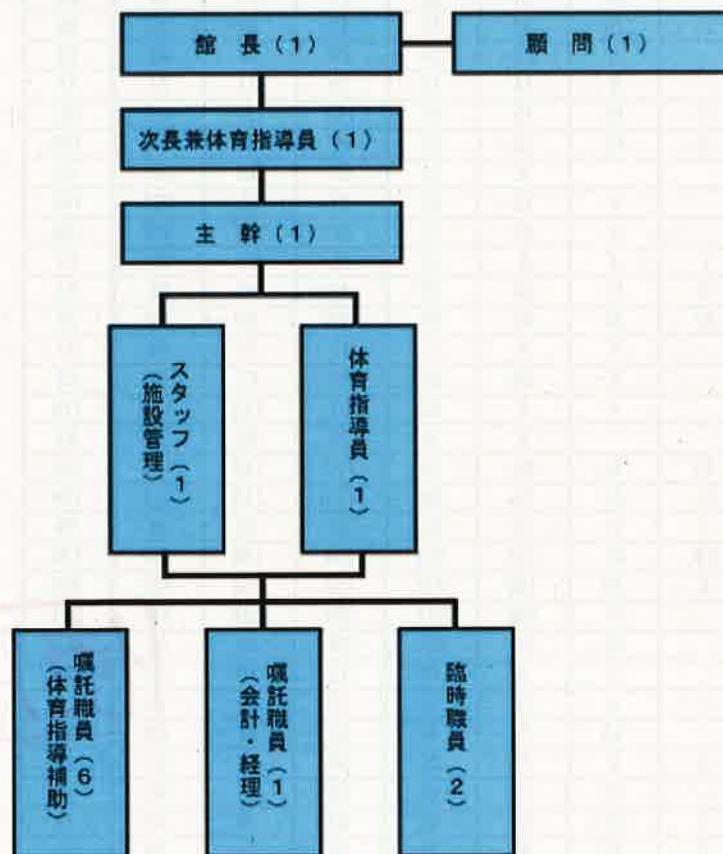 館 長（1）
顧 問（1）
次長兼体育指導員（1）
主 幹（1）
スタッフ（1）
（施設管理）
体育指導員（1）
嘱託職員（6）
（体育指導補助）
嘱託職員（1）
（会計・経理）
臨時職員（2）